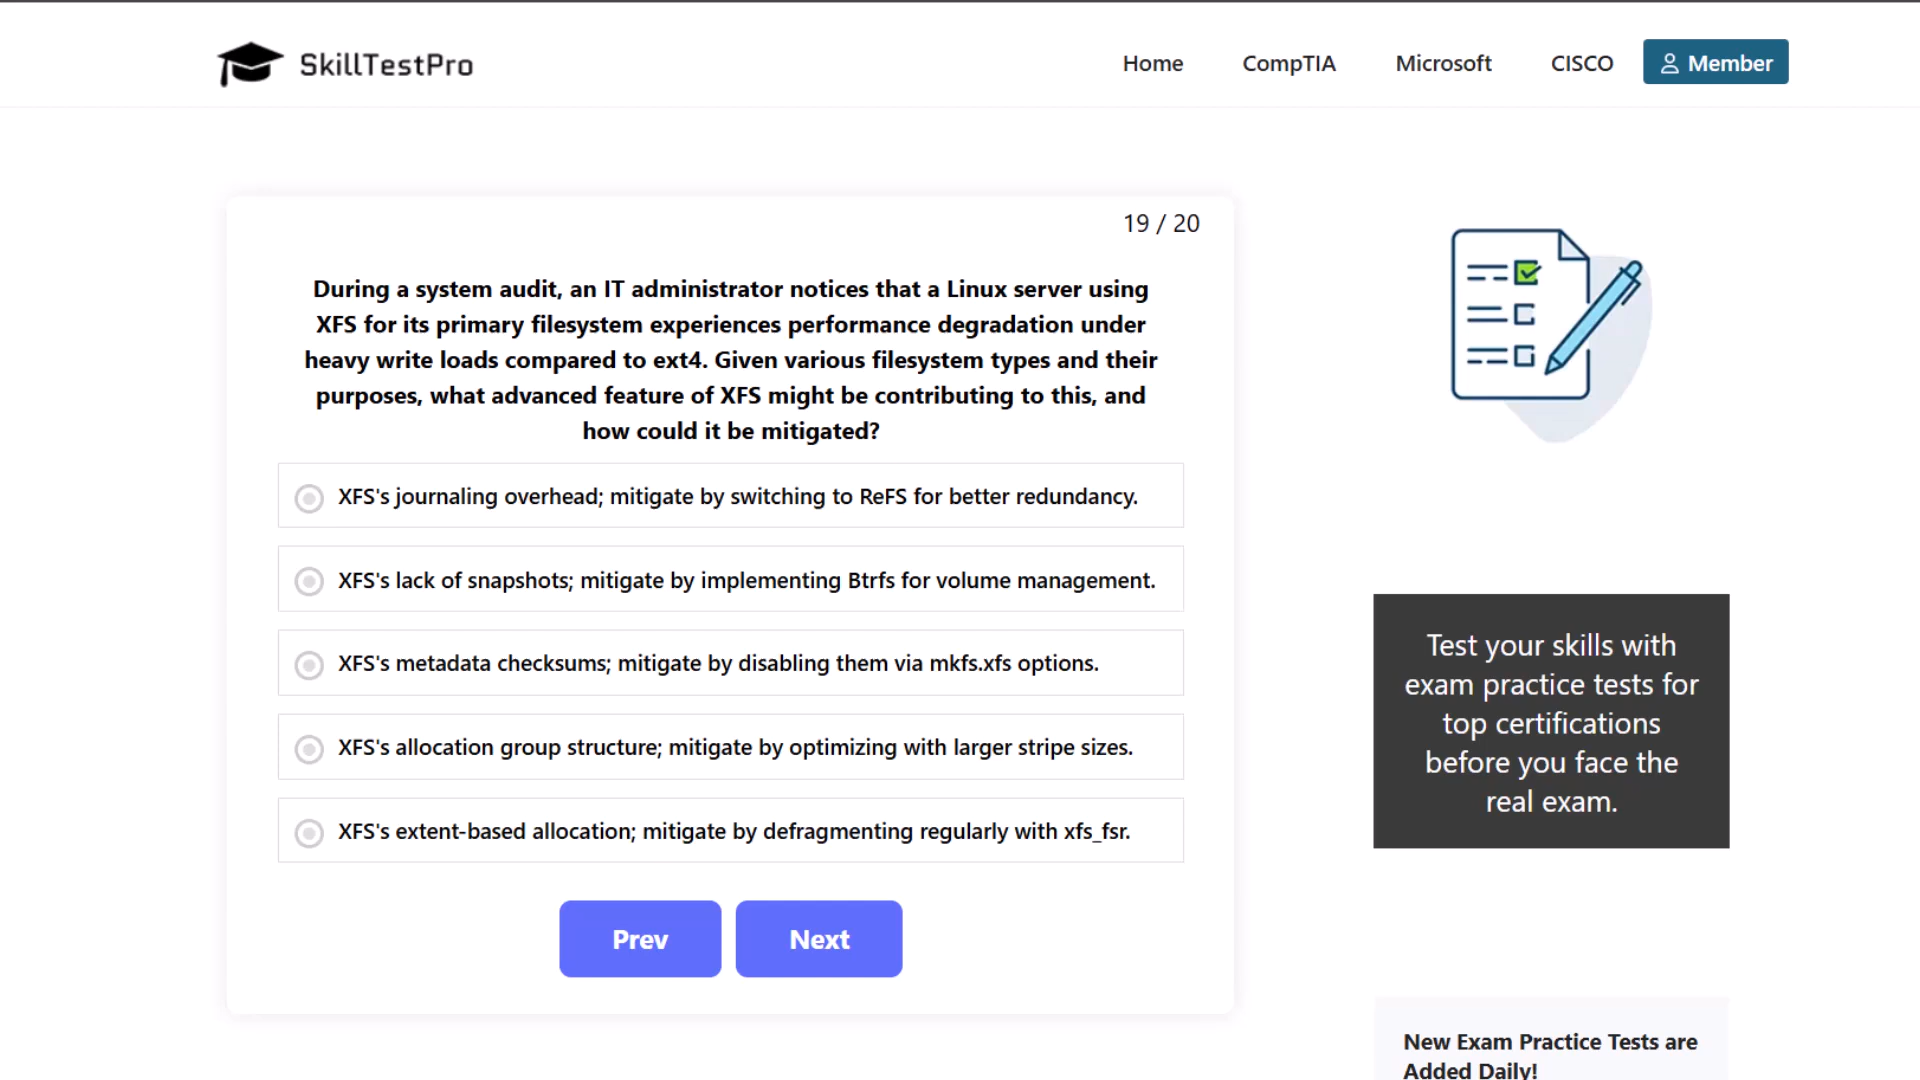 SkillTestPro
Home
CompTIA
Microsoft
CISCO
Member
19 / 20
During a system audit, an IT administrator notices that a Linux server using
XFS for its primary filesystem experiences performance degradation under
heavy write loads compared to ext4. Given various filesystem types and their
purposes, what advanced feature of XFS might be contributing to this, and
how could it be mitigated?
XFS's journaling overhead; mitigate by switching to ReFS for better redundancy.
XFS's lack of snapshots; mitigate by implementing Btrfs for volume management.
XFS's metadata checksums; mitigate by disabling them via mkfs.xfs options.
XFS's allocation group structure; mitigate by optimizing with larger stripe sizes.
XFS's extent-based allocation; mitigate by defragmenting regularly with xfs_fsr.
Prev
Next
Test your skills with
exam practice tests for
top certifications
before you face the
real exam.
New Exam Practice Tests are
Added Daily!